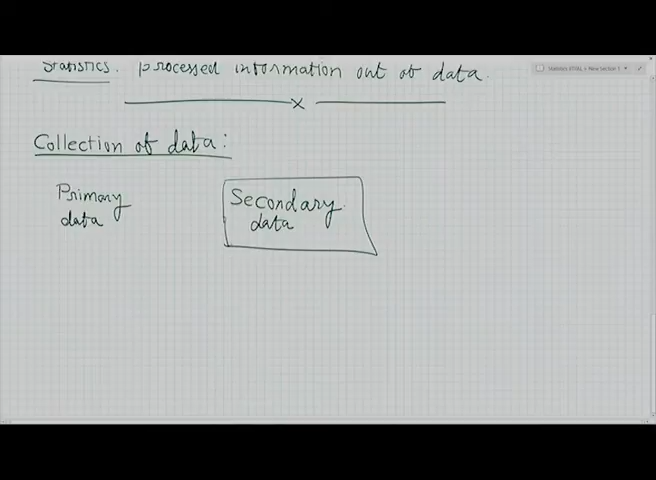 Statistics. processed information out of data.
x
Collection of data:
Primary
data
Secondary
data